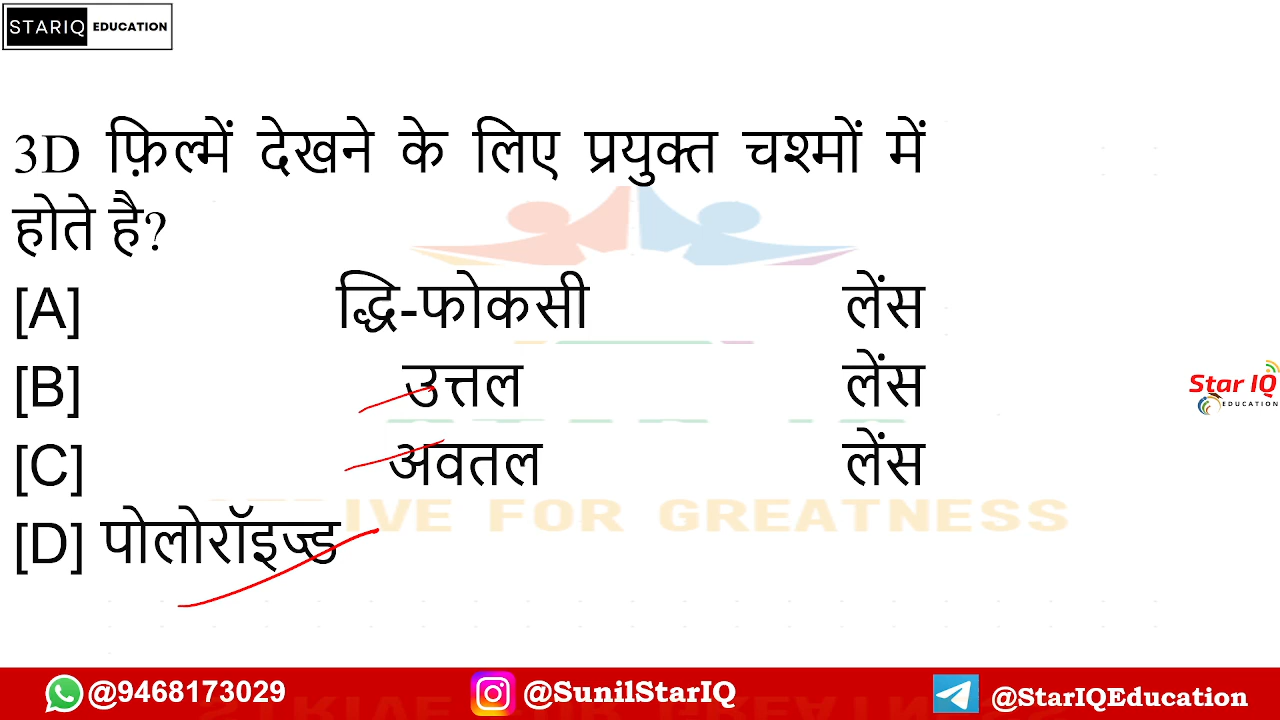 STARIQ EDUCATION
3D फ़िल्में देखने के लिए प्रयुक्त चश्मों में
होते है?
[A] द्धि-फोकसी लेंस
[B] उत्तल लेंस
[C] अवतल लेंस
[D] पोलोरॉइज्ड
IVE FOR GREATNESS
Star IQ
EDUCATION
@9468173029 @SunilStarIQ @StarIQEducation